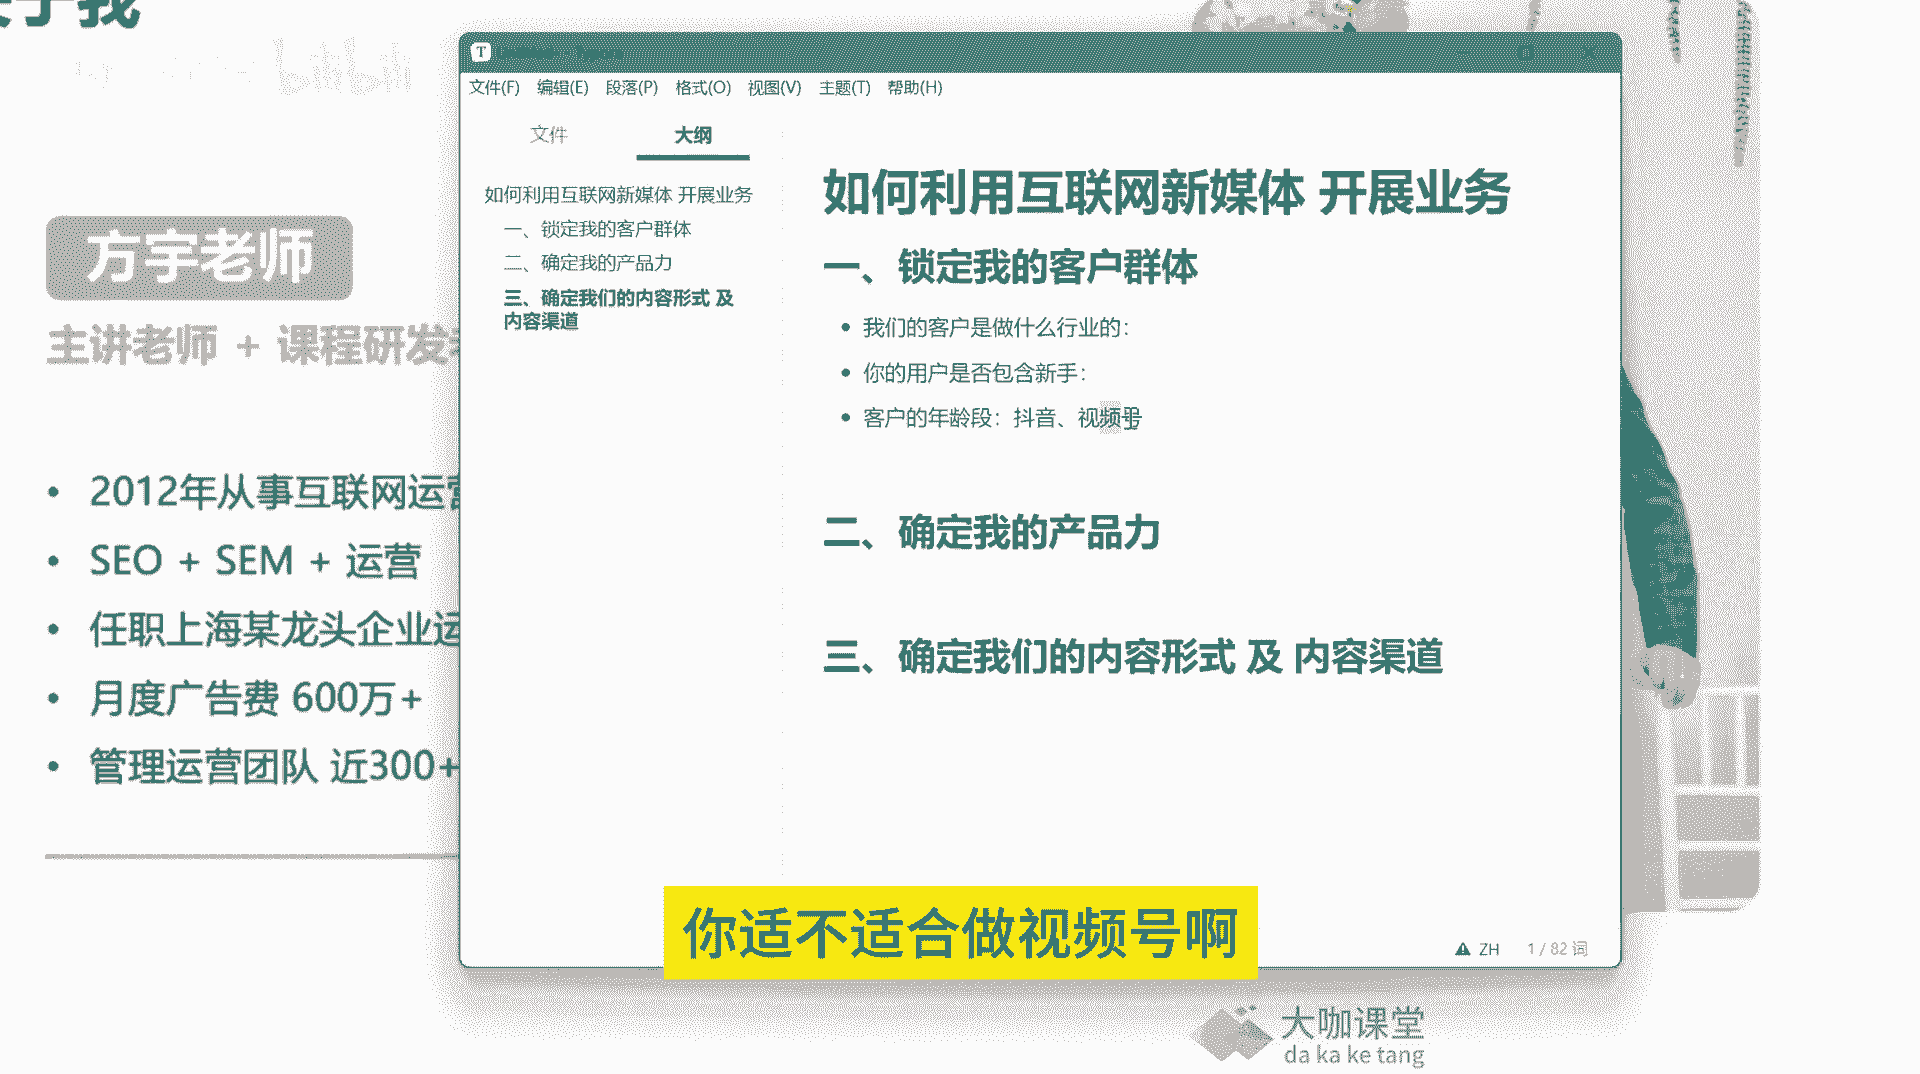 关于我
bilibili
方宇老师
主讲老师 + 课程研发
2012年从事互联网运营
SEO + SEM + 运营
任职上海某龙头企业运
月度广告费 600万+
管理运营团队 近300+
T
文件(F) 编辑(E) 段落(P) 格式(O) 视图(V) 主题(T) 帮助(H)
文件 大纲
如何利用互联网新媒体 开展业务
一、锁定我的客户群体
二、确定我的产品力
三、确定我们的内容形式 及
内容渠道
如何利用互联网新媒体 开展业务
一、锁定我的客户群体
我们的客户是做什么行业的：
你的用户是否包含新手：
客户的年龄段：抖音、视频号
二、确定我的产品力
三、确定我们的内容形式 及 内容渠道
ZH 1 / 82 词
你适不适合做视频号啊
大咖课堂
da ka ke tang